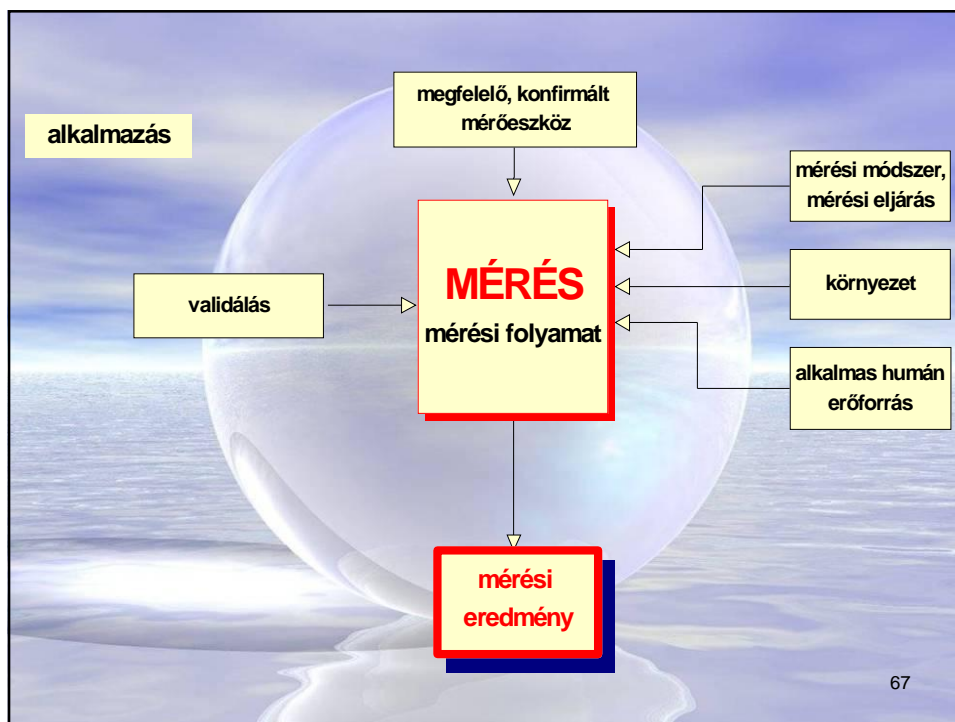 megfelelő, konfirmált
mérőeszköz
alkalmazás
mérési módszer,
mérési eljárás
MÉRÉS
mérési folyamat
validálás
környezet
alkalmas humán
erőforrás
mérési
eredmény
67